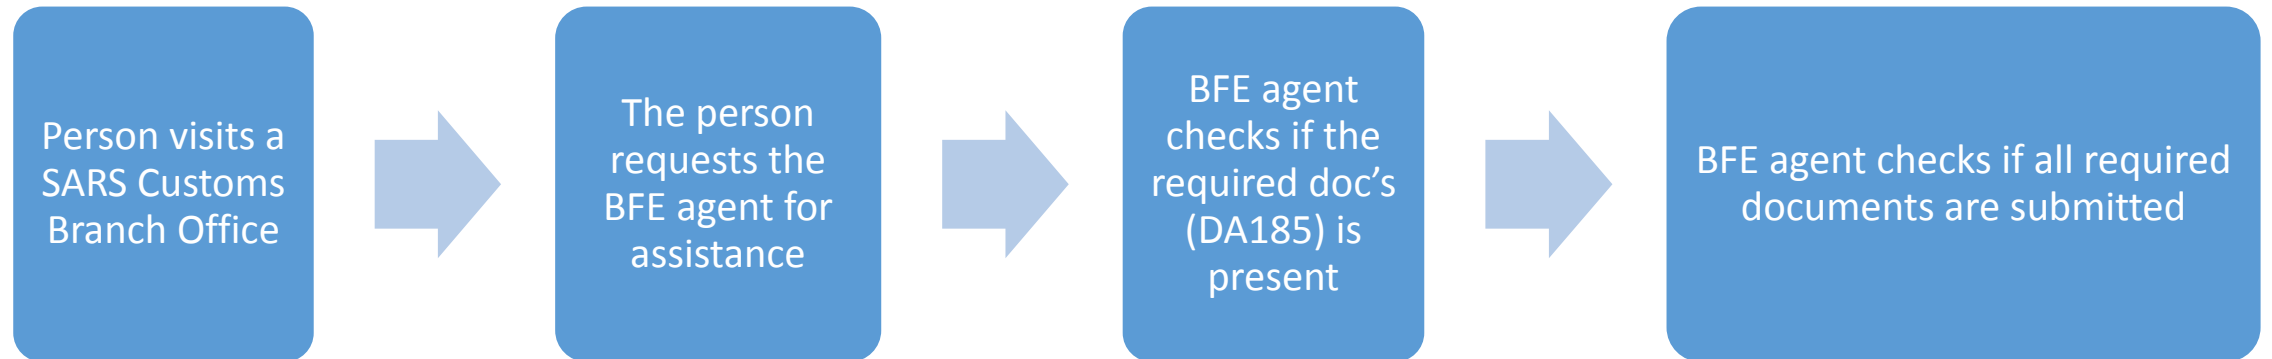 Person visits a
SARS Customs
Branch Office
The person
requests the
BFE agent for
assistance
BFE agent
checks if the
required doc’s
(DA185) is
present
BFE agent checks if all required
documents are submitted